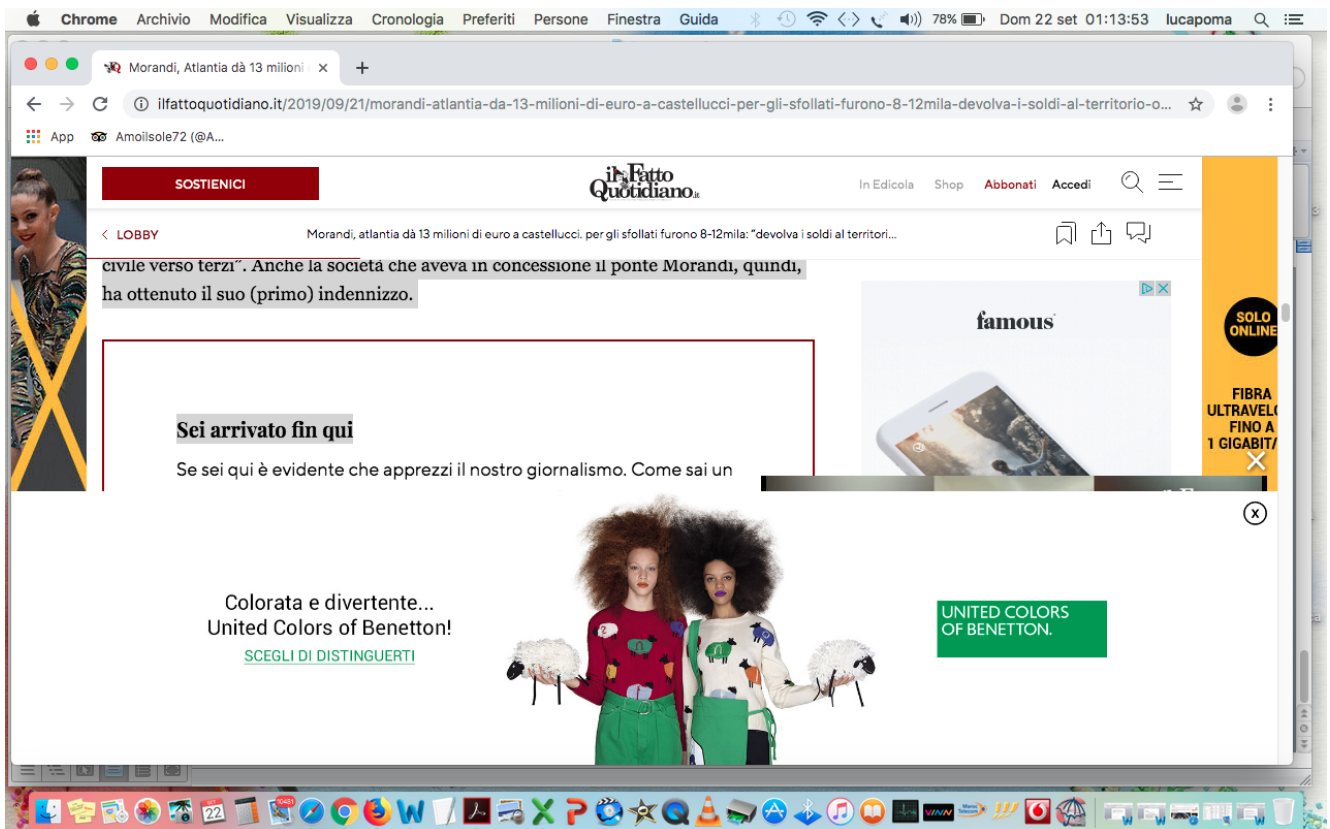 Chrome Archivio Modifica Visualizza Cronologia Preferiti Persone Finestra Guida 78% Dom 22 set 01:13:53 lucapoma
Morandi, Atlantia dà 13 milioni
ilfattoquotidiano.it/2019/09/21/morandi-atlantia-da-13-milioni-di-euro-a-castellucci-per-gli-sfollati-furono-8-12mila-devolva-i-soldi-al-territorio-o...
App Amoilsole72 (@A...
SOSTIENICI
il Fatto
Quotidiano.it
In Edicola Shop Abbonati Accedi
LOBBY
Morandi, atlantia dà 13 milioni di euro a castellucci. per gli sfollati furono 8-12mila: “devolva i soldi al territori...
civile verso terzi”. Anche la società che aveva in concessione il ponte Morandi, quindi,
ha ottenuto il suo (primo) indennizzo.
famous
SOLO
ONLINE
FIBRA
ULTRAVEL
FINO A
1 GIGABIT/
Sei arrivato fin qui
Se sei qui è evidente che apprezzi il nostro giornalismo. Come sai un
Colorata e divertente...
United Colors of Benetton!
SCEGLI DI DISTINGUERTI
UNITED COLORS
OF BENETTON.
SET
22
10431